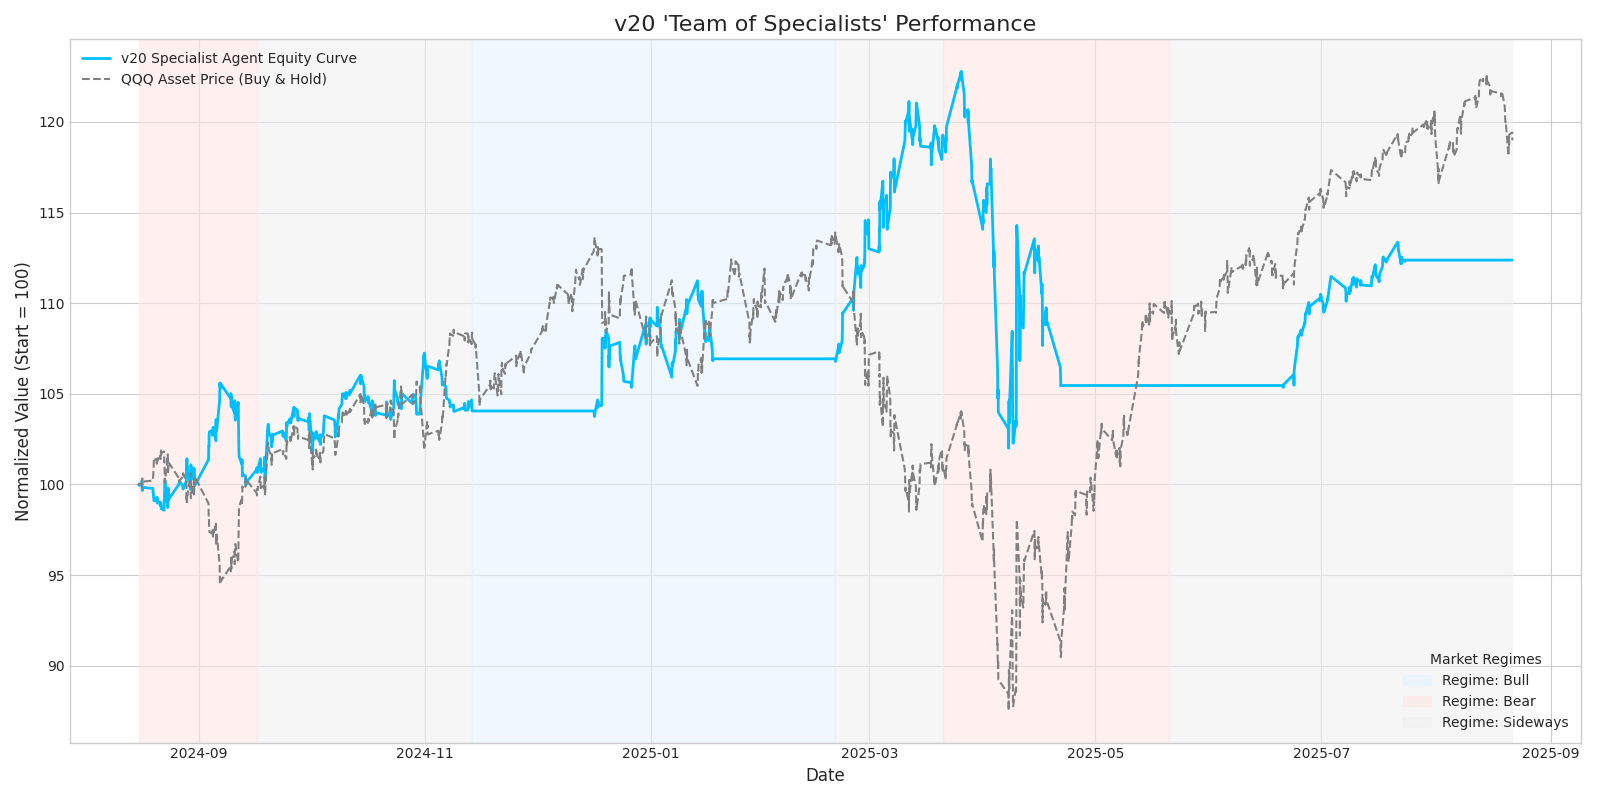 v20 'Team of Specialists' Performance
v20 Specialist Agent Equity Curve
QQQ Asset Price (Buy & Hold)
Normalized Value (Start = 100)
120
115
110
105
100
95
90
Market Regimes
Regime: Bull
Regime: Bear
Regime: Sideways
2024-09 2024-11 2025-01 2025-03 2025-05 2025-07 2025-09
Date